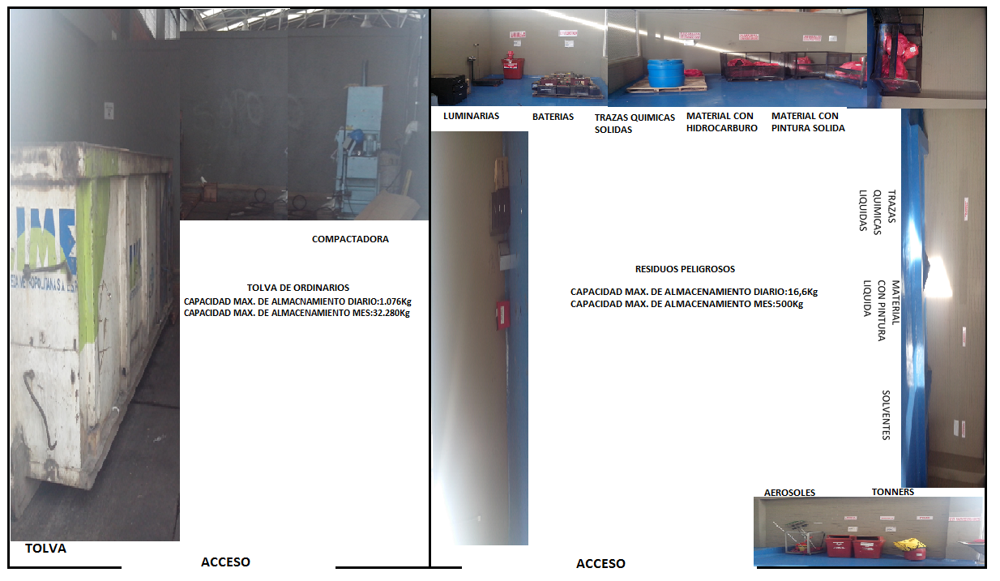 IME
EZA METROPOLITANA S.A. E.S.P.
COMPACTADORA
TOLVA DE ORDINARIOS
CAPACIDAD MAX. DE ALMACNAMIENTO DIARIO:1.076Kg
CAPACIDAD MAX. DE ALMACENAMIENTO MES:32.280Kg
TOLVA
ACCESO
LUMINARIAS
BATERIAS
TRAZAS QUIMICAS
SOLIDAS
MATERIAL CON
HIDROCARBURO
MATERIAL CON
PINTURA SOLIDA
TRAZAS
QUIMICAS
LIQUIDAS
RESIDUOS PELIGROSOS
CAPACIDAD MAX. DE ALMACENAMIENTO DIARIO:16,6Kg
CAPACIDAD MAX. DE ALMACENAMIENTO MES:500Kg
MATERIAL
CON PINTURA
LIQUIDA
SOLVENTES
AEROSOLES
TONNERS
ACCESO